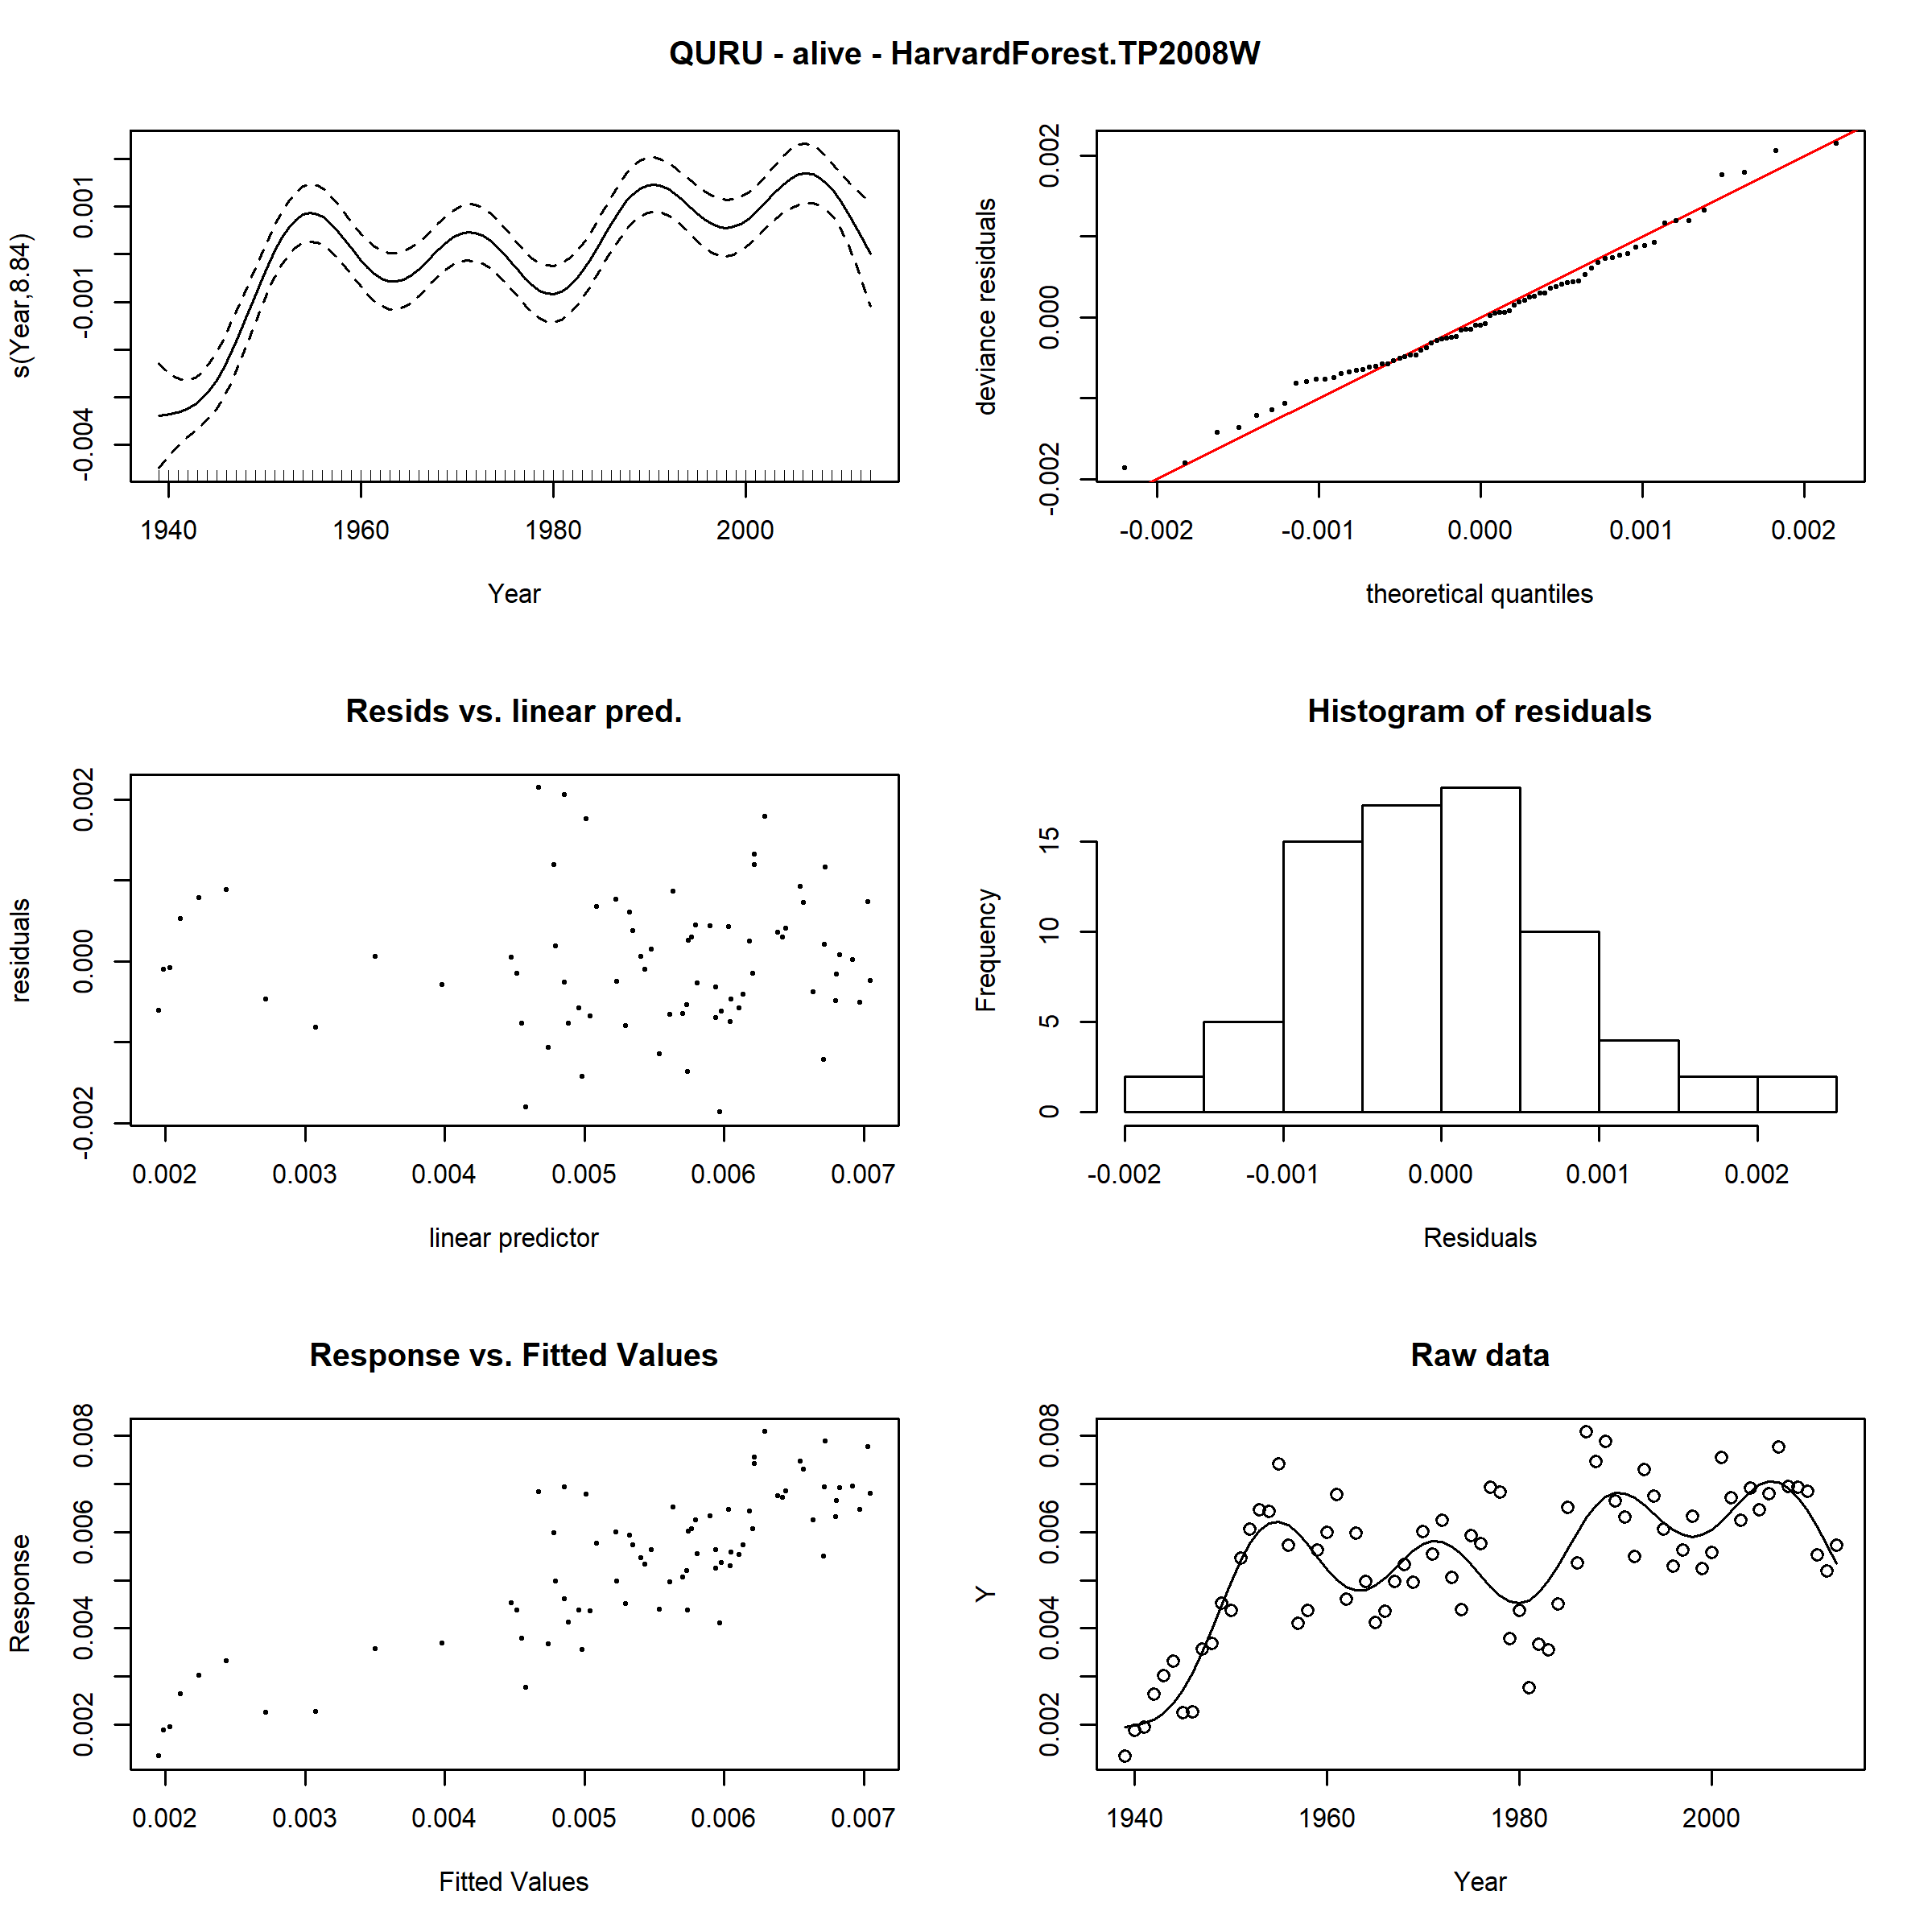 QURU - alive - HarvardForest.TP2008W
s(Year,8.84)
0.001
-0.001
-0.004
1940 1960 1980 2000
Year
deviance residuals
0.002
0.000
-0.002
-0.002 -0.001 0.000 0.001 0.002
theoretical quantiles
Resids vs. linear pred.
residuals
0.002
0.000
-0.002
0.002 0.003 0.004 0.005 0.006 0.007
linear predictor
Histogram of residuals
Frequency
15
10
5
0
-0.002 -0.001 0.000 0.001 0.002
Residuals
Response vs. Fitted Values
Response
0.008
0.006
0.004
0.002
0.002 0.003 0.004 0.005 0.006 0.007
Fitted Values
Raw data
Y
0.008
0.006
0.004
0.002
1940 1960 1980 2000
Year